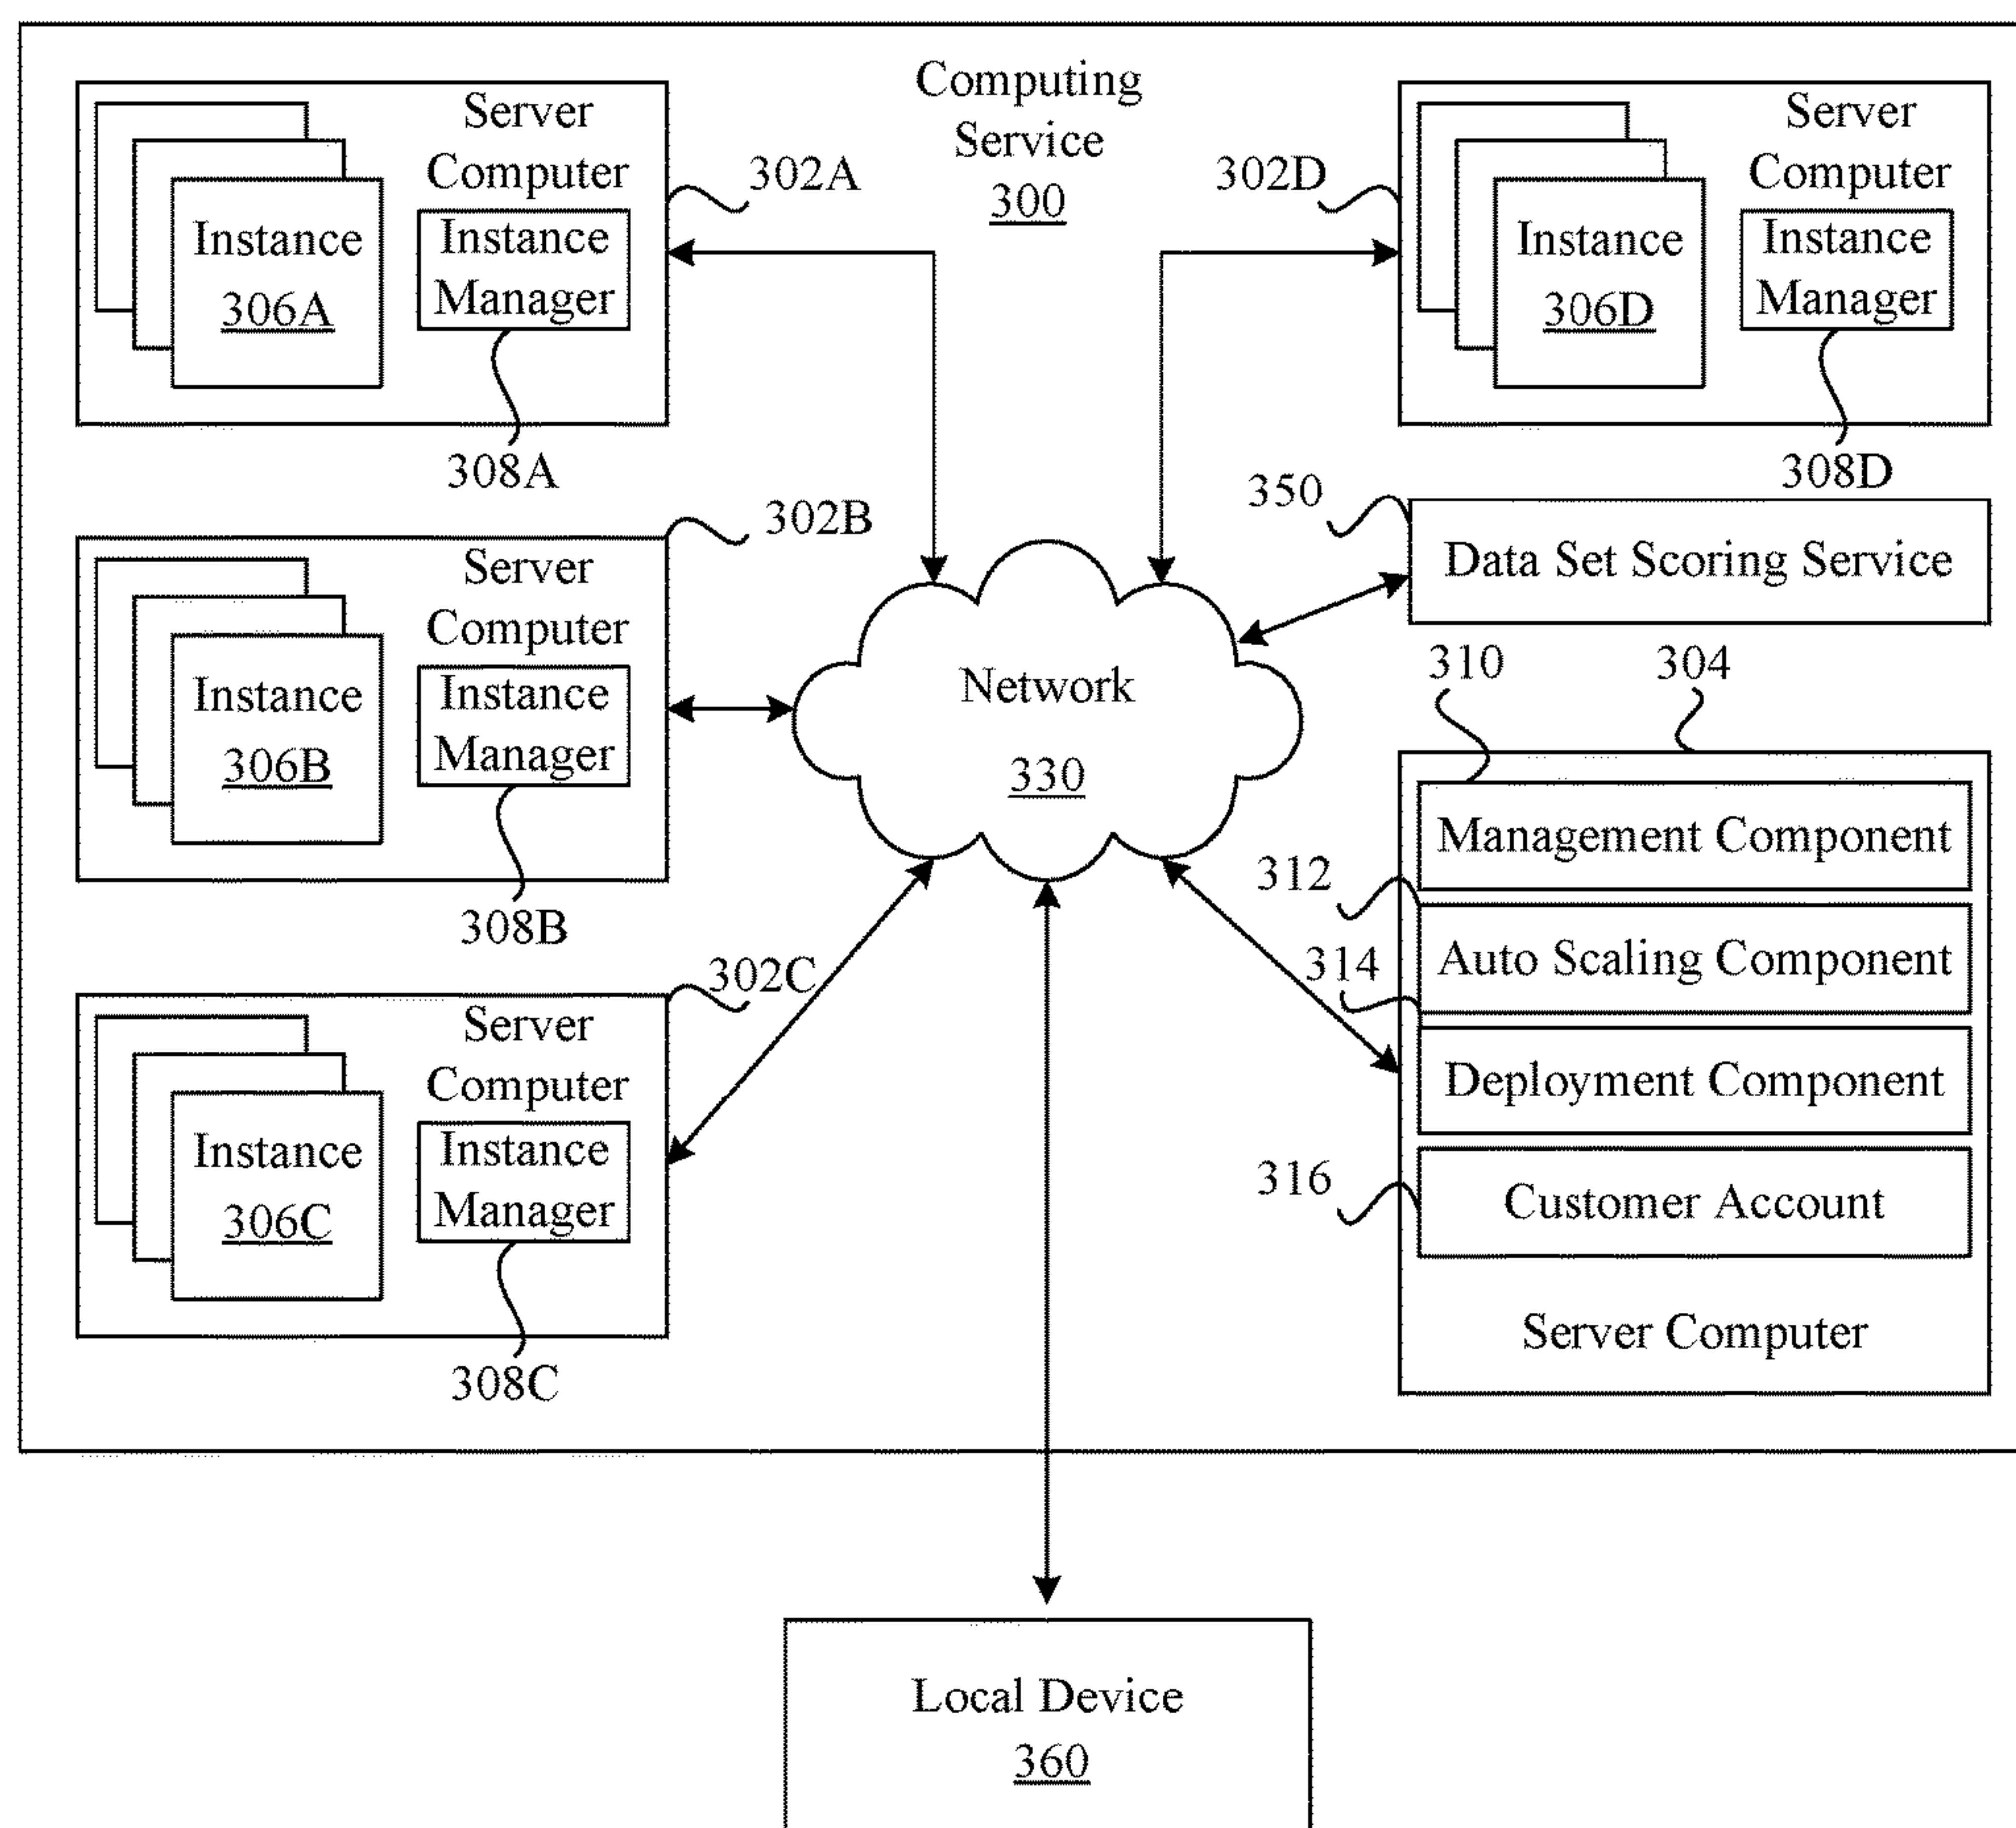 Computing
Service
300
Server
Computer
302A
Instance
306A
Instance
Manager
308A
Server
Computer
302B
Instance
306B
Instance
Manager
308B
Server
Computer
302C
Instance
306C
Instance
Manager
308C
Network
330
302D
Server
Computer
Instance
306D
Instance
Manager
308D
350
Data Set Scoring Service
310
304
Management Component
312
Auto Scaling Component
314
Deployment Component
316
Customer Account
Server Computer
Local Device
360